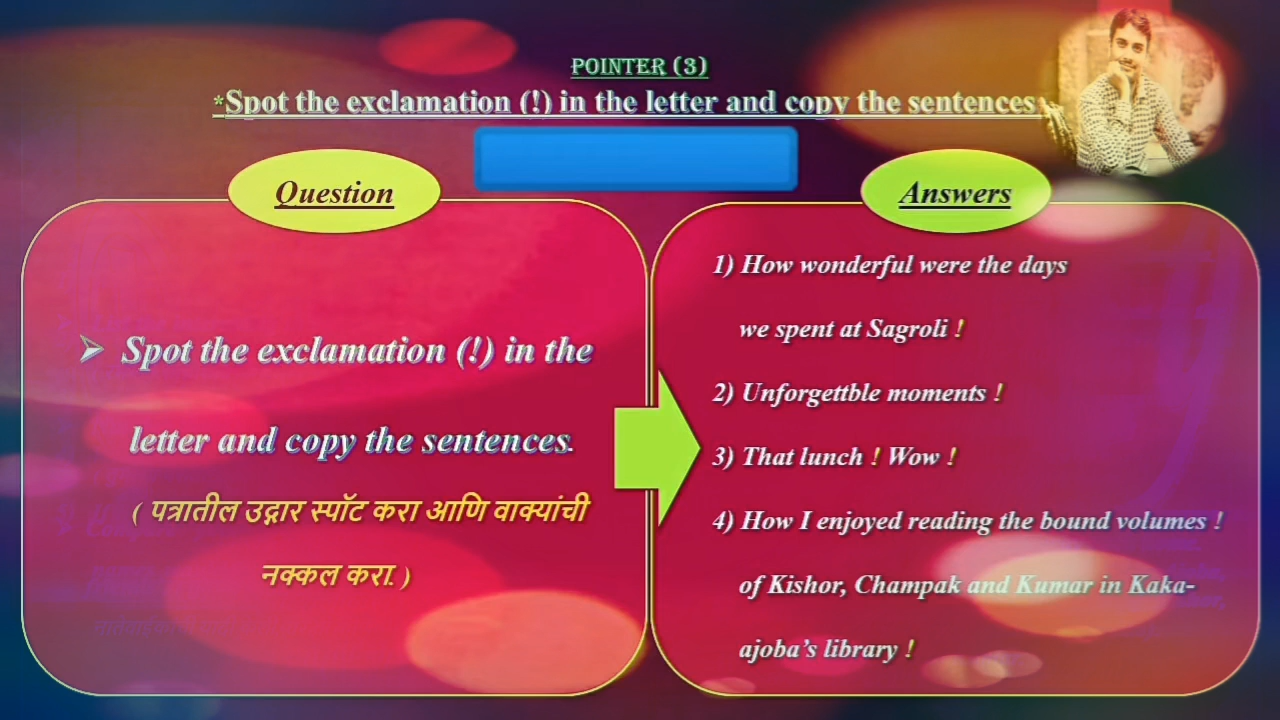 POINTER (3)
*Spot the exclamation (!) in the letter and copy the sentences
Question
➢ Spot the exclamation (!) in the
letter and copy the sentences.
( पत्रातील उद्गार स्पॉट करा आणि वाक्यांची
नक्कल करा. )
Answers
1) How wonderful were the days
we spent at Sagroli !
2) Unforgettble moments !
3) That lunch ! Wow !
4) How I enjoyed reading the bound volumes !
of Kishor, Champak and Kumar in Kaka-
ajoba’s library !